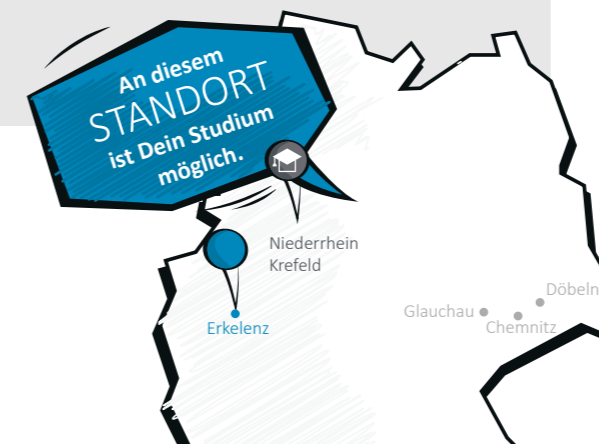 An diesem
STANDORT
ist Dein Studium
möglich.
Niederrhein
Krefeld
Erkelenz
Glauchau
Chemnitz
Döbeln